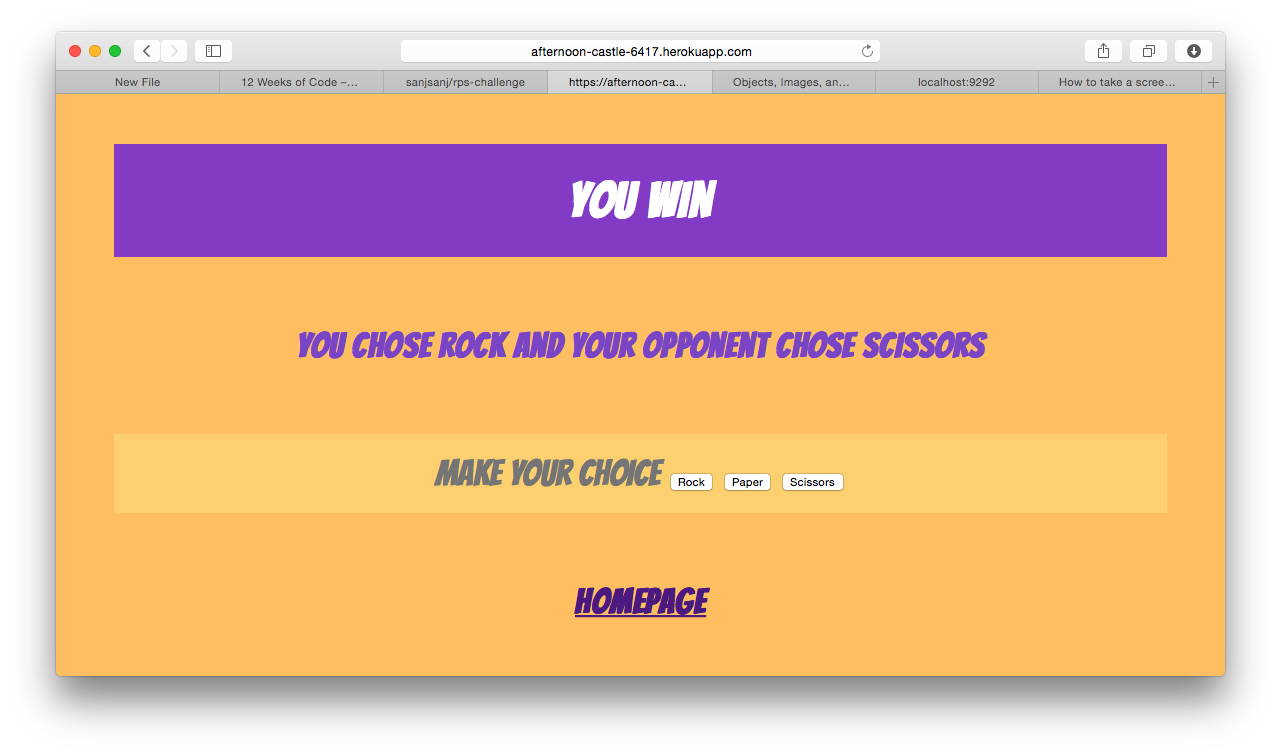 afternoon-castle-6417.herokuapp.com
New File
12 Weeks of Code –...
sanjsanj/rps-challenge
https://afternoon-ca...
Objects, Images, an...
localhost:9292
How to take a scree...
YOU WIN
YOU CHOSE ROCK AND YOUR OPPONENT CHOSE SCISSORS
MAKE YOUR CHOICE Rock Paper Scissors
HOMEPAGE